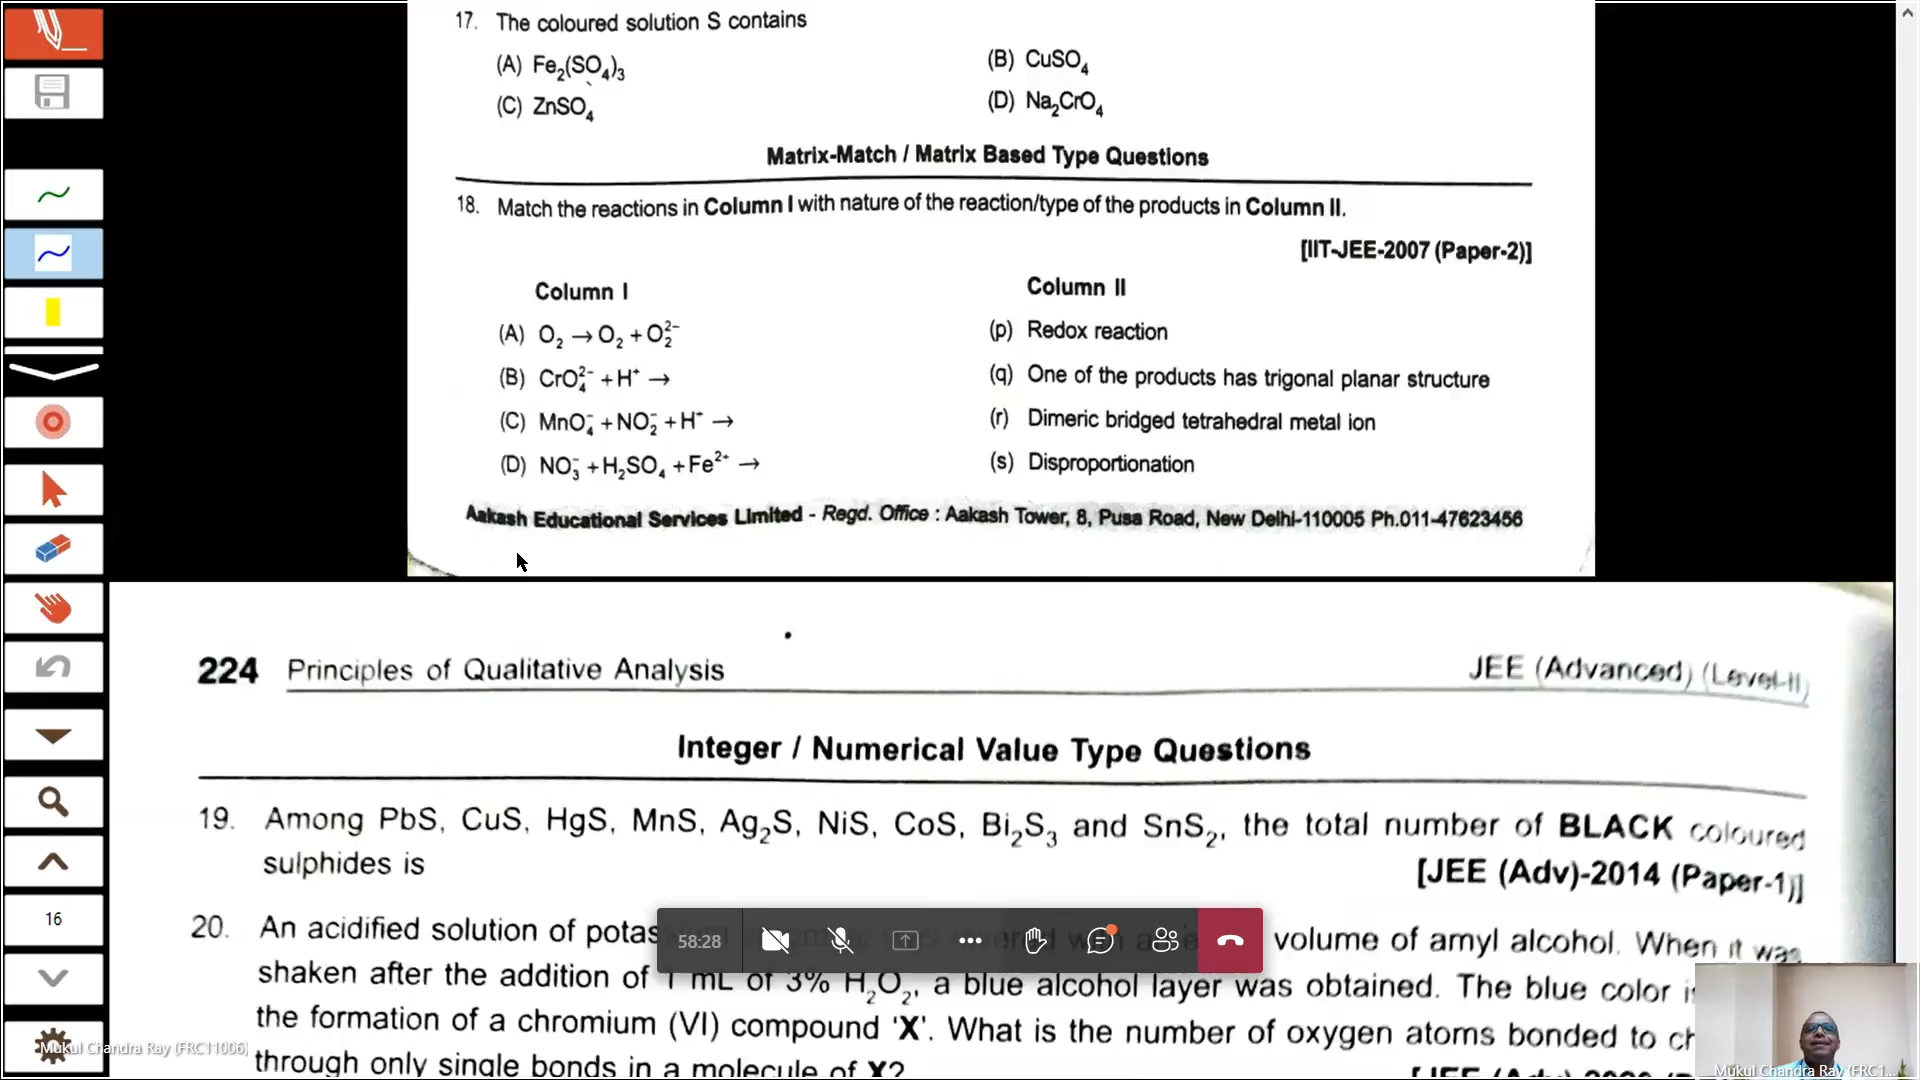 17. The coloured solution S contains
(A) Fe₂(SO₄)₃ (B) CuSO₄
(C) ZnSO₄ (D) Na₂CrO₄
Matrix-Match / Matrix Based Type Questions
18. Match the reactions in Column I with nature of the reaction/type of the products in Column II.
[IIT-JEE-2007 (Paper-2)]
Column I Column II
(A) O₂ → O₂ + O₂²⁻ (p) Redox reaction
(B) CrO₄²⁻ + H⁺ → (q) One of the products has trigonal planar structure
(C) MnO₄⁻ + NO₂⁻ + H⁺ → (r) Dimeric bridged tetrahedral metal ion
(D) NO₃⁻ + H₂SO₄ + Fe²⁺ → (s) Disproportionation
Aakash Educational Services Limited - Regd. Office : Aakash Tower, 8, Pusa Road, New Delhi-110005 Ph.011-47623456
224 Principles of Qualitative Analysis JEE (Advanced) (Level-II)
Integer / Numerical Value Type Questions
19. Among PbS, CuS, HgS, MnS, Ag₂S, NiS, CoS, Bi₂S₃ and SnS₂, the total number of BLACK coloured
sulphides is [JEE (Adv)-2014 (Paper-1)]
20. An acidified solution of potas volume of amyl alcohol. When it was
58:28
shaken after the addition of 1 mL of 3% H₂O₂, a blue alcohol layer was obtained. The blue color
the formation of a chromium (VI) compound 'X'. What is the number of oxygen atoms bonded to
through only single bonds in a molecule of X?
16
Mukul Chandra Ray (FRC11006)
Mukul Chandra Ray (FRC1...